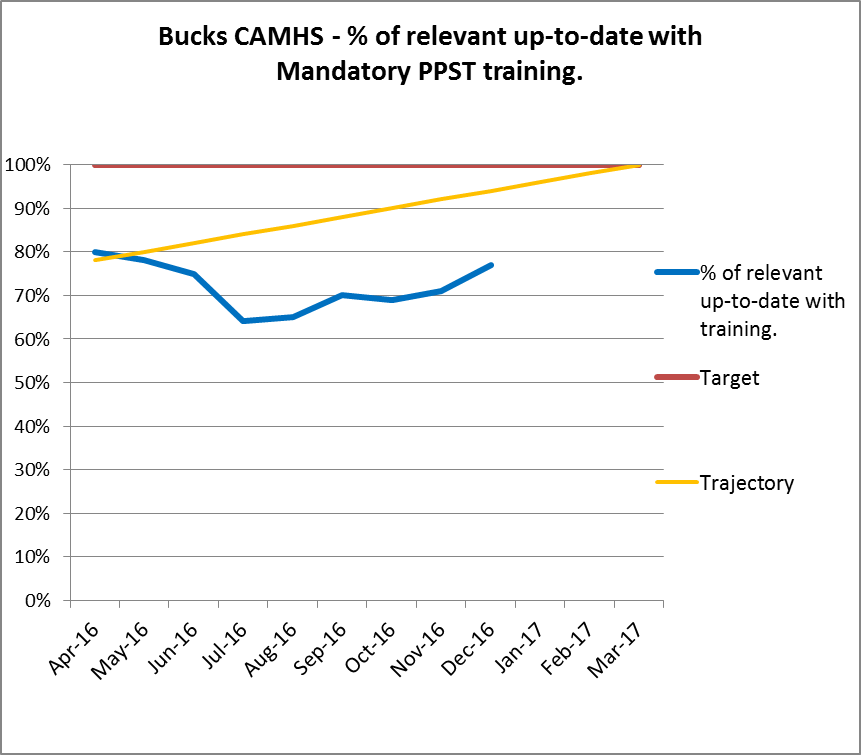 Bucks CAMHS - % of relevant up-to-date with
Mandatory PPST training.
100%
90%
80%
70%
60%
50%
40%
30%
20%
10%
0%
Apr-16
May-16
Jun-16
Jul-16
Aug-16
Sep-16
Oct-16
Nov-16
Dec-16
Jan-17
Feb-17
Mar-17
% of relevant
up-to-date with
training.
Target
Trajectory